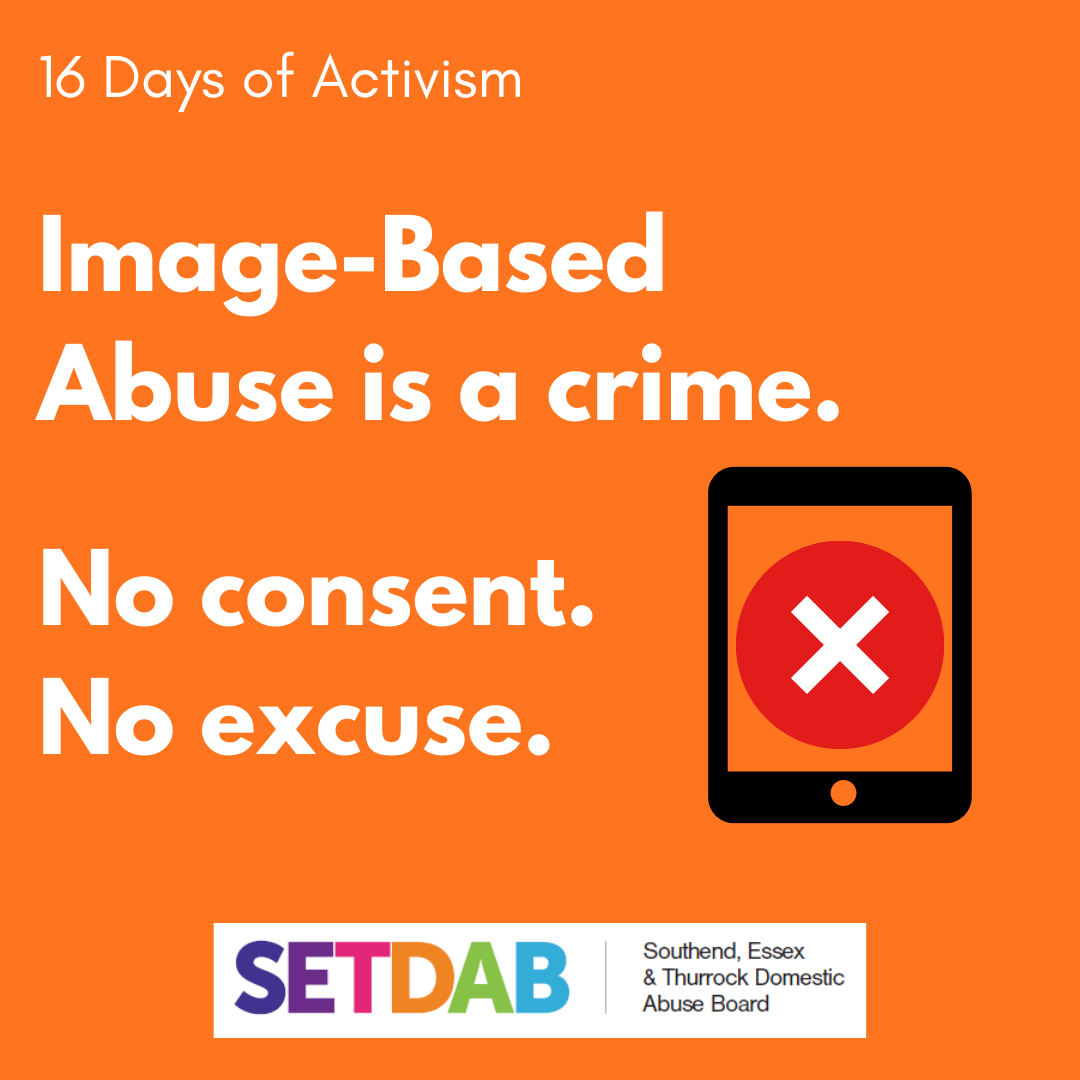 16 Days of Activism
Image-Based
Abuse is a crime.
No consent.
No excuse.
SETDAB
Southend, Essex
& Thurrock Domestic
Abuse Board